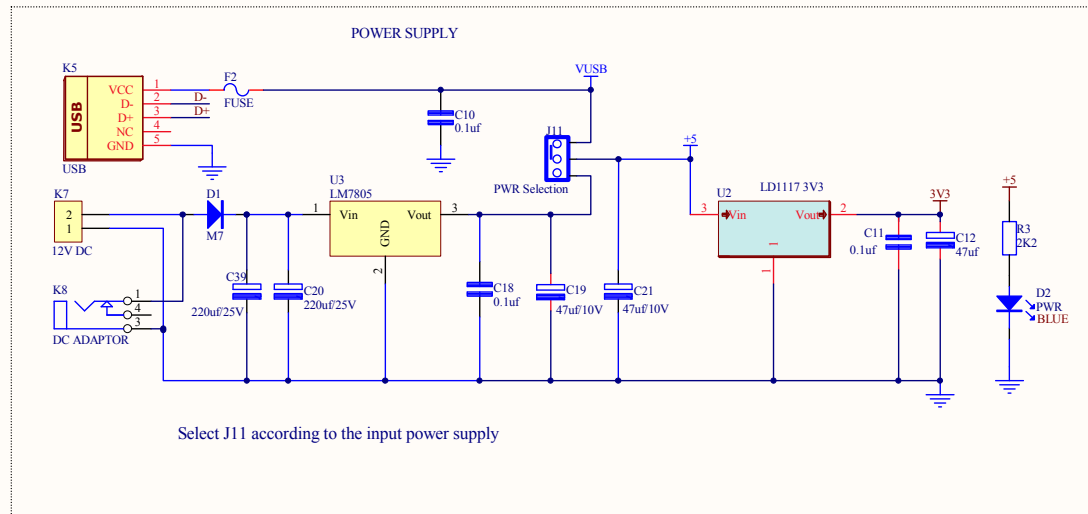 POWER SUPPLY
K5
USB
VCC 1
D- 2 D-
D+ 3 D+
NC 4
GND 5
USB
F2
FUSE
C10
0.1uf
VUSB
J11
PWR Selection
+5
K7
2
1
12V DC
D1
M7
U3
LM7805
1 Vin Vout 3
GND
2
U2 LD1117 3V3
3 Vin Vout 2
1
1
3V3
+5
C11
0.1uf
C12
47uf
R3
2K2
D2
PWR
BLUE
K8
1
4
3
DC ADAPTOR
C39
220uf/25V
C20
220uf/25V
C18
0.1uf
C19
47uf/10V
C21
47uf/10V
Select J11 according to the input power supply